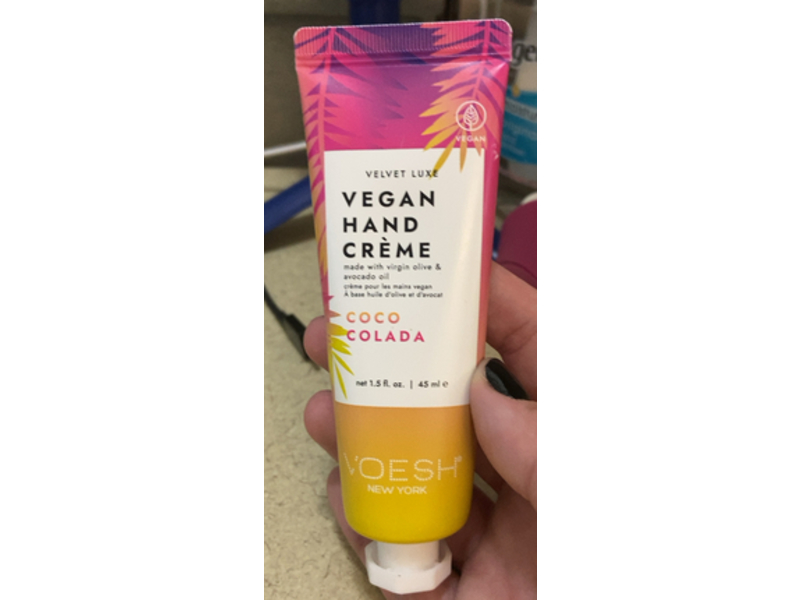 VEGAN
VELVET LUXE
VEGAN
HAND
CRÈME
made with virgin olive &
avocado oil
crème pour les mains vegan
À base huile d'olive et d'avocat
COCO
COLADA
net 1.5 fl. oz. | 45 ml ℮
VOESH®
NEW YORK